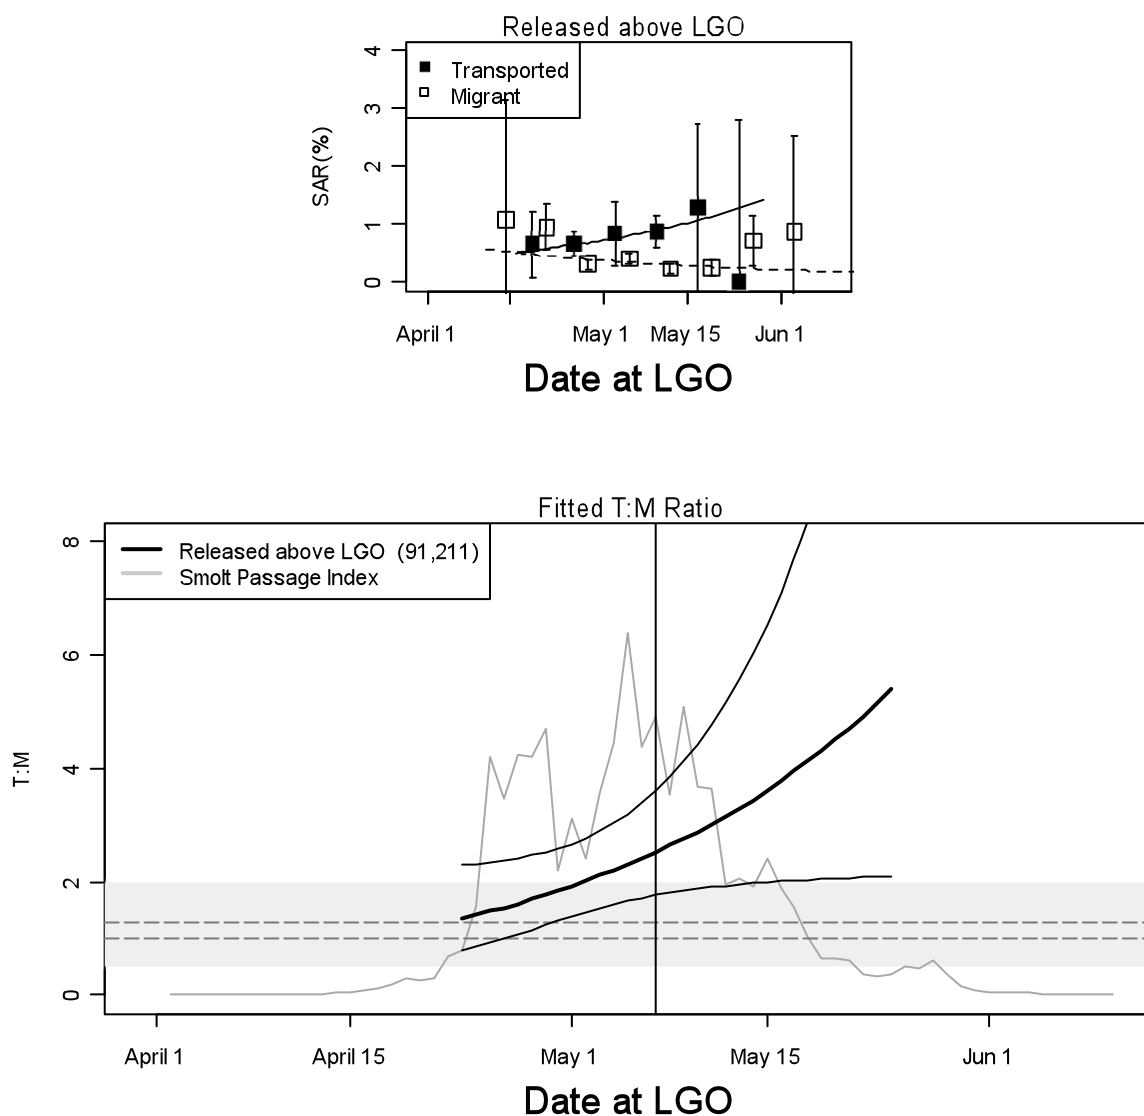 Released above LGO
4
3
2
1
0
SAR(%)
Transported
Migrant
April 1
May 1
May 15
Jun 1
Date at LGO
Fitted T:M Ratio
8
6
4
2
0
T:M
Released above LGO (91,211)
Smolt Passage Index
April 1
April 15
May 1
May 15
Jun 1
Date at LGO